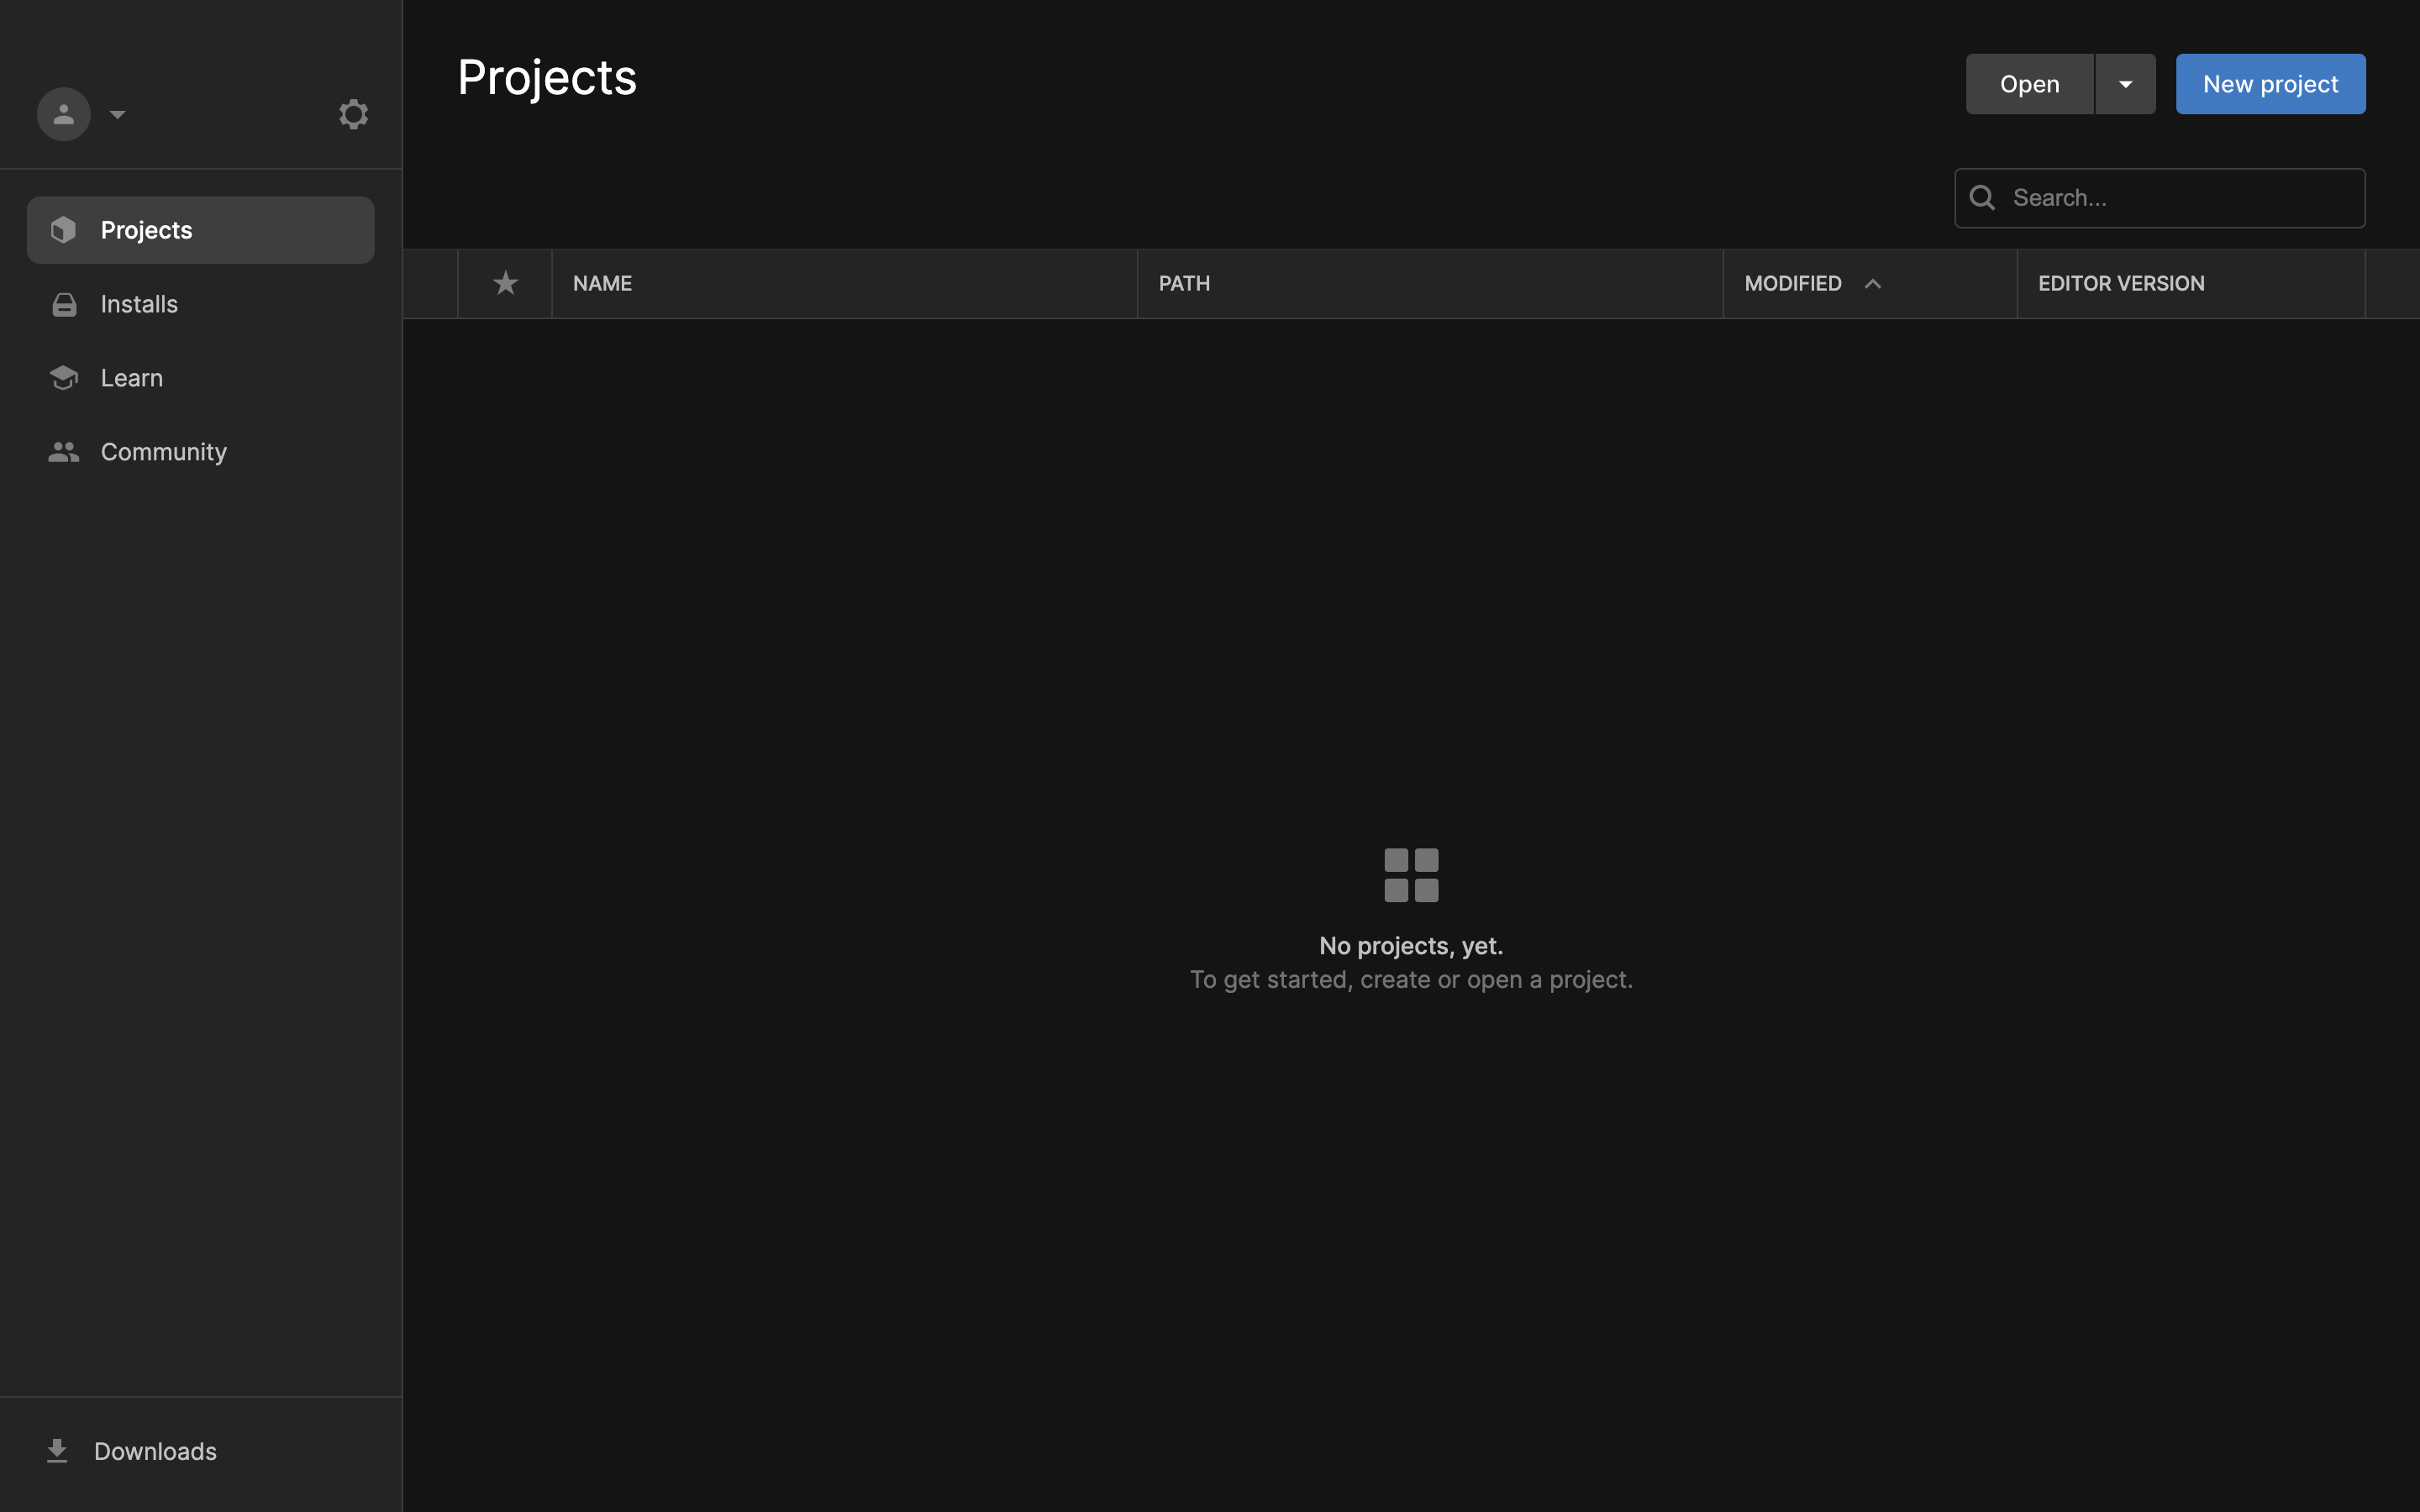 Projects
Open
New project
Search...
Projects
Installs
Learn
Community
NAME
PATH
MODIFIED
EDITOR VERSION
No projects, yet.
To get started, create or open a project.
Downloads